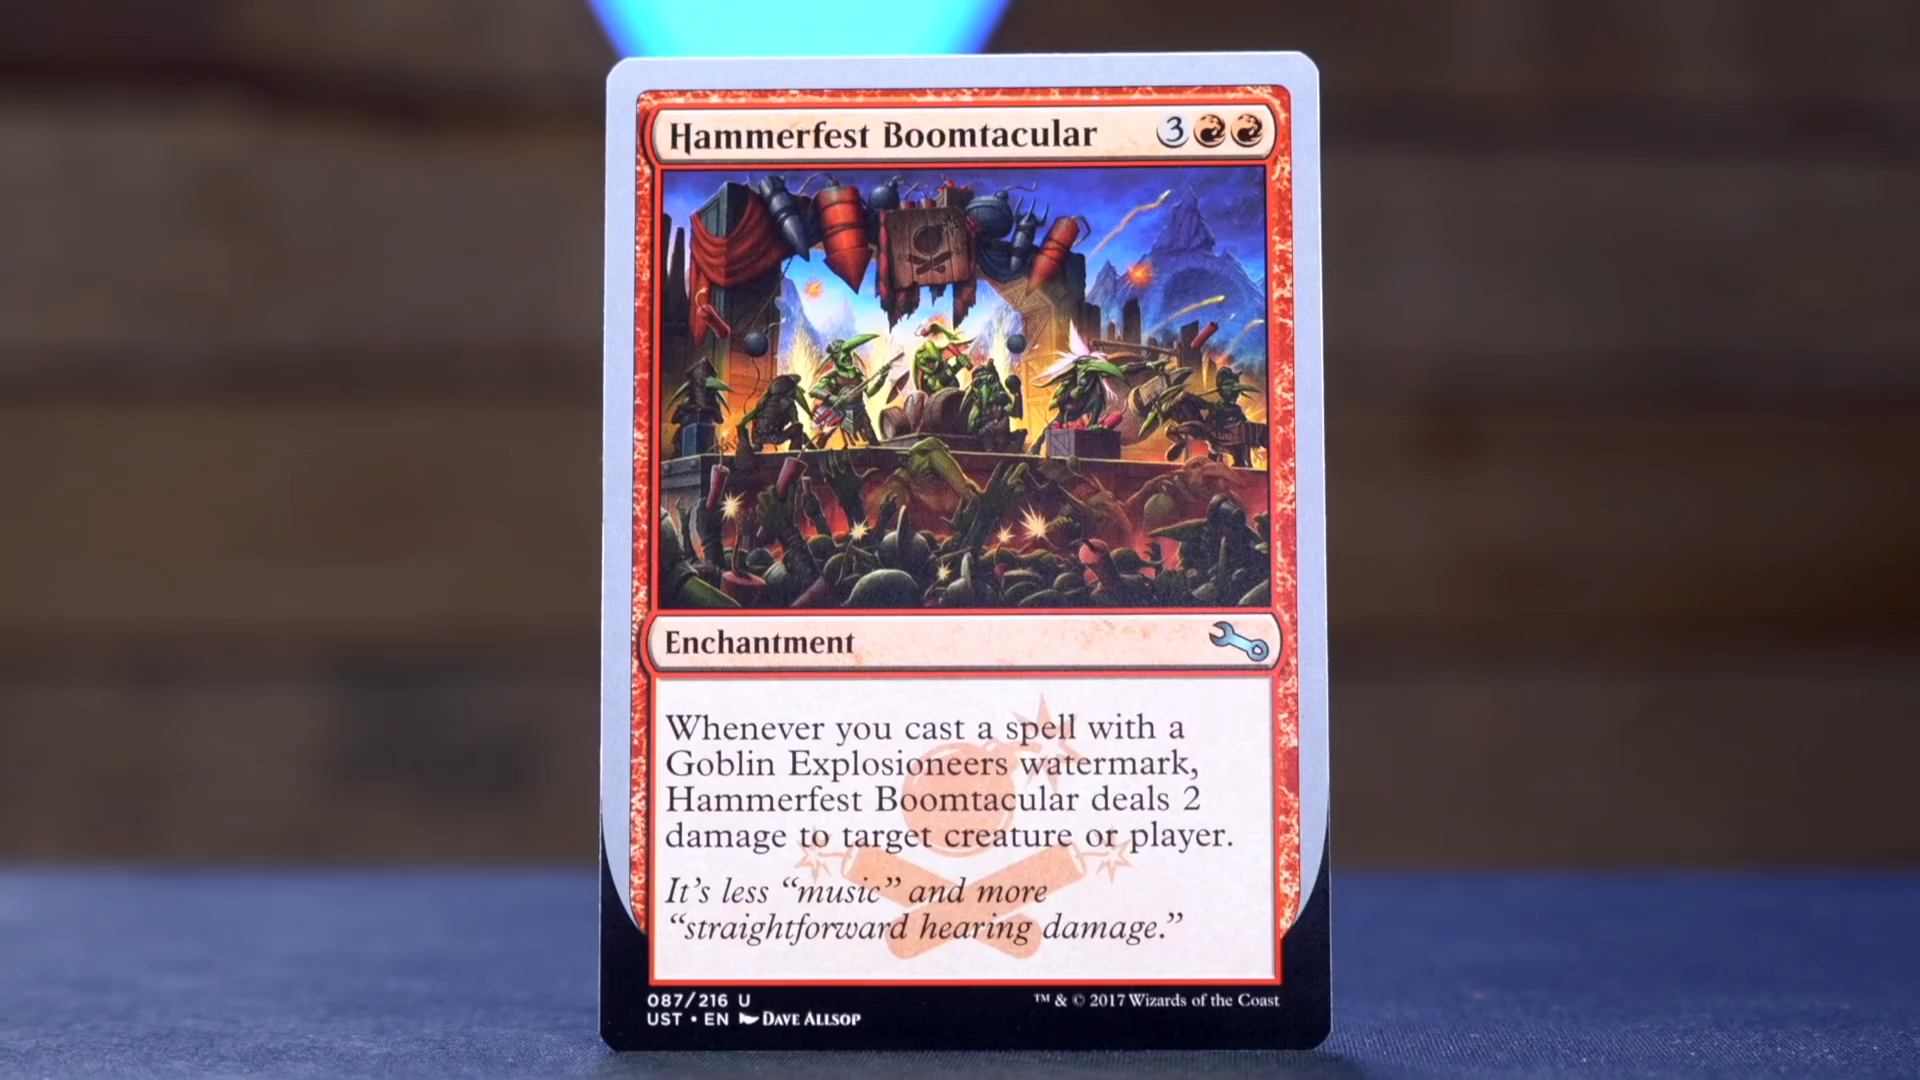 Hammerfest Boomtacular 3
Enchantment
Whenever you cast a spell with a
Goblin Explosioneers watermark,
Hammerfest Boomtacular deals 2
damage to target creature or player.
It's less “music” and more
“straightforward hearing damage.”
087/216 U
™ & © 2017 Wizards of the Coast
UST • EN DAVE ALLSOP